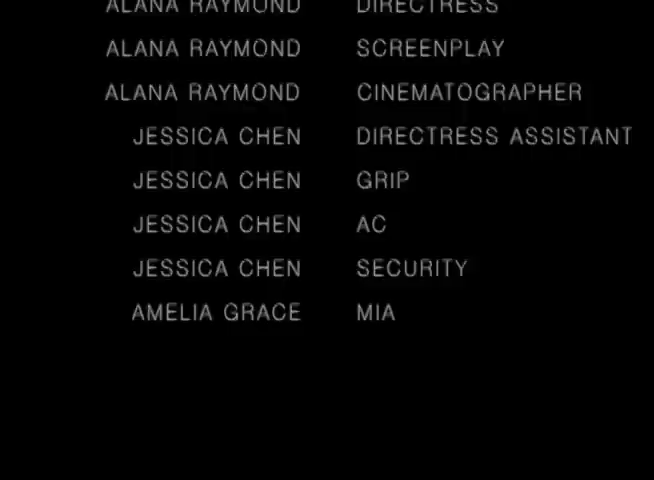 ALANA RAYMOND DIRECTRESS
ALANA RAYMOND SCREENPLAY
ALANA RAYMOND CINEMATOGRAPHER
JESSICA CHEN DIRECTRESS ASSISTANT
JESSICA CHEN GRIP
JESSICA CHEN AC
JESSICA CHEN SECURITY
AMELIA GRACE MIA